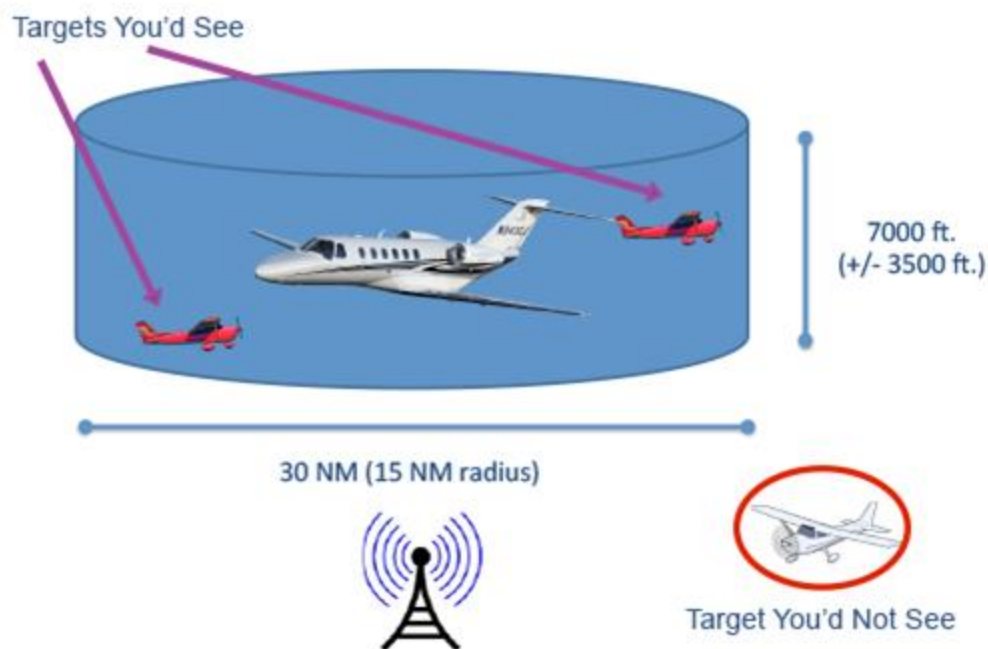 Targets You'd See
7000 ft.
(+/- 3500 ft.)
30 NM (15 NM radius)
Target You'd Not See